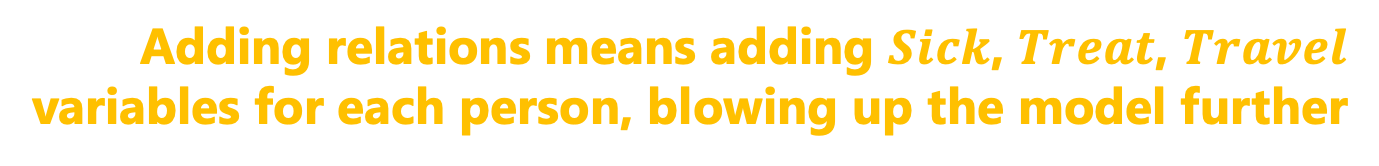 Adding relations means adding Sick, Treat, Travel
variables for each person, blowing up the model further